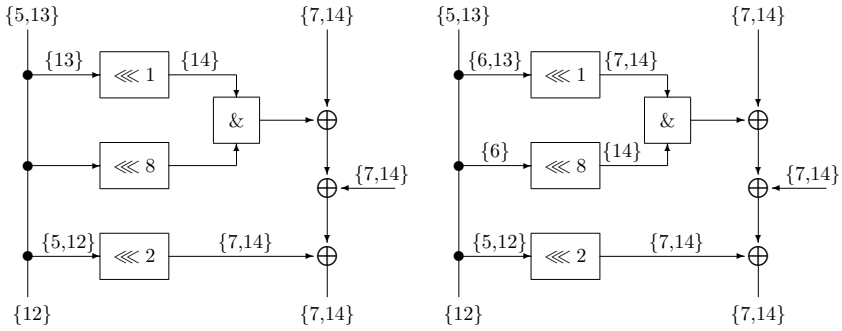 {5,13} {7,14} {5,13} {7,14}
{13} ⋘ 1 {14} {6,13} ⋘ 1 {7,14}
& &
⋘ 8 {6} ⋘ 8 {14}
{7,14} {7,14}
{5,12} ⋘ 2 {7,14} {5,12} ⋘ 2 {7,14}
{12} {7,14} {12} {7,14}